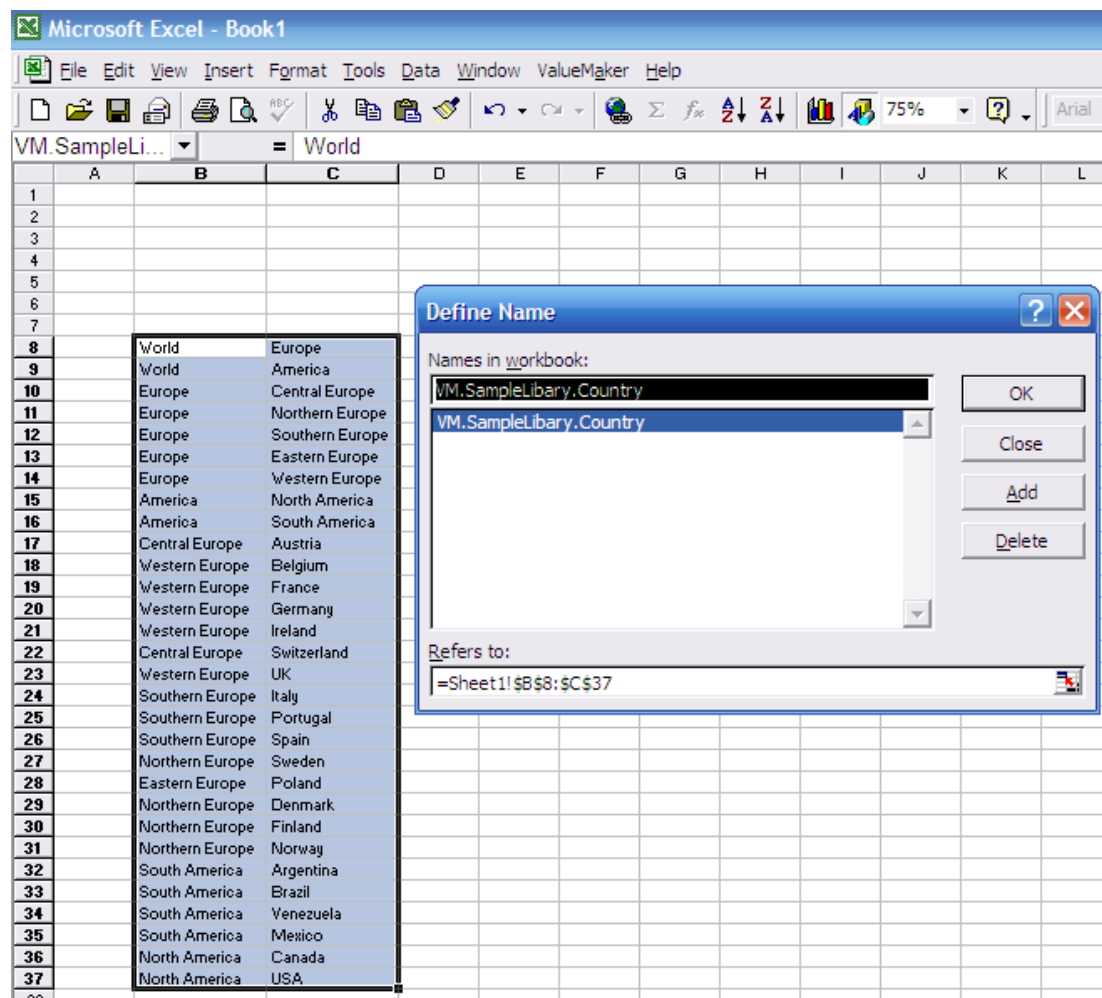 Microsoft Excel - Book1
File Edit View Insert Format Tools Data Window ValueMaker Help
ABC Σ fx A Z Z A 75% ? Arial
VM.SampleLi... = World
A B C D E F G H I J K L
1
2
3
4
5
6
7
8 World Europe
9 World America
10 Europe Central Europe
11 Europe Northern Europe
12 Europe Southern Europe
13 Europe Eastern Europe
14 Europe Western Europe
15 America North America
16 America South America
17 Central Europe Austria
18 Western Europe Belgium
19 Western Europe France
20 Western Europe Germany
21 Western Europe Ireland
22 Central Europe Switzerland
23 Western Europe UK
24 Southern Europe Italy
25 Southern Europe Portugal
26 Southern Europe Spain
27 Northern Europe Sweden
28 Eastern Europe Poland
29 Northern Europe Denmark
30 Northern Europe Finland
31 Northern Europe Norway
32 South America Argentina
33 South America Brazil
34 South America Venezuela
35 South America Mexico
36 North America Canada
37 North America USA
Define Name
Names in workbook:
VM.SampleLibary.Country
VM.SampleLibary.Country
OK
Close
Add
Delete
Refers to:
=Sheet1!$B$8:$C$37